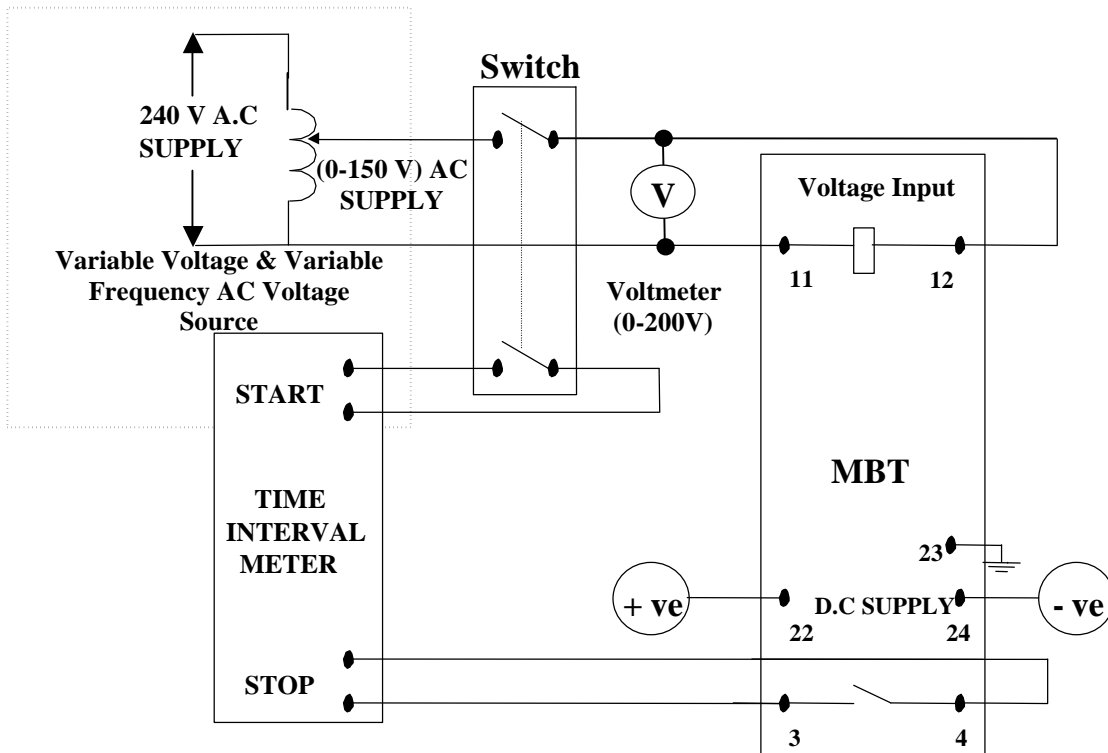 Switch
240 V A.C
SUPPLY
(0-150 V) AC
SUPPLY
Variable Voltage & Variable
Frequency AC Voltage
Source
V
Voltmeter
(0-200V)
Voltage Input
11
12
START
TIME
INTERVAL
METER
STOP
MBT
23
+ ve
D.C SUPPLY
- ve
22
24
3
4